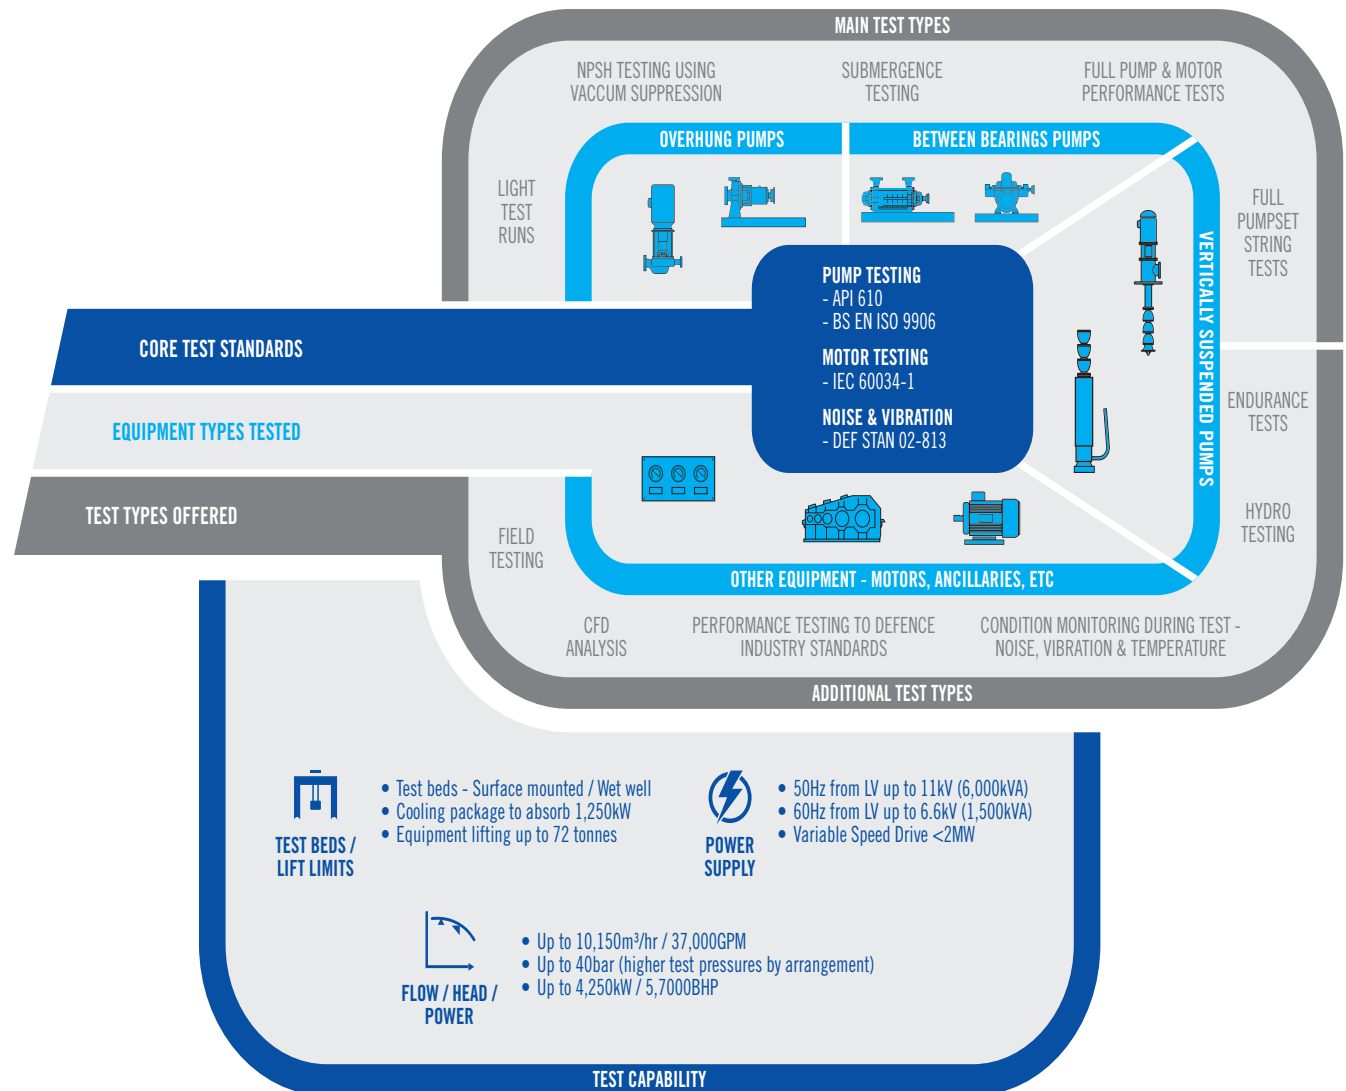 MAIN TEST TYPES
NPSH TESTING USING
VACCUM SUPPRESSION
SUBMERGENCE
TESTING
FULL PUMP & MOTOR
PERFORMANCE TESTS
OVERHUNG PUMPS
BETWEEN BEARINGS PUMPS
LIGHT
TEST
RUNS
FULL
PUMPSET
STRING
TESTS
VERTICALLY SUSPENDED PUMPS
PUMP TESTING
- API 610
- BS EN ISO 9906
MOTOR TESTING
- IEC 60034-1
NOISE & VIBRATION
- DEF STAN 02-813
CORE TEST STANDARDS
EQUIPMENT TYPES TESTED
TEST TYPES OFFERED
ENDURANCE
TESTS
HYDRO
TESTING
FIELD
TESTING
OTHER EQUIPMENT - MOTORS, ANCILLARIES, ETC
CFD
ANALYSIS
PERFORMANCE TESTING TO DEFENCE
INDUSTRY STANDARDS
CONDITION MONITORING DURING TEST -
NOISE, VIBRATION & TEMPERATURE
ADDITIONAL TEST TYPES
TEST BEDS /
LIFT LIMITS
• Test beds - Surface mounted / Wet well
• Cooling package to absorb 1,250kW
• Equipment lifting up to 72 tonnes
POWER
SUPPLY
• 50Hz from LV up to 11kV (6,000kVA)
• 60Hz from LV up to 6.6kV (1,500kVA)
• Variable Speed Drive <2MW
FLOW / HEAD /
POWER
• Up to 10,150m³/hr / 37,000GPM
• Up to 40bar (higher test pressures by arrangement)
• Up to 4,250kW / 5,7000BHP
TEST CAPABILITY